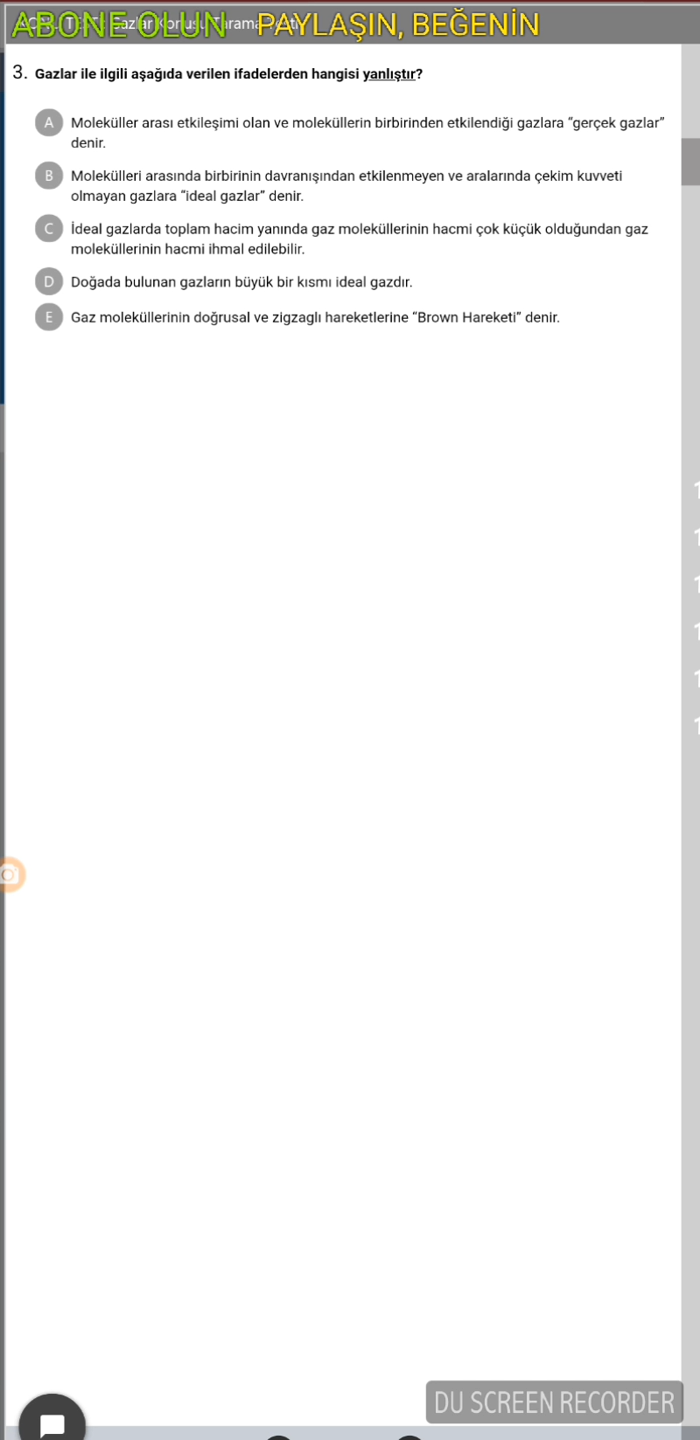 ABONE OLUN PAYLAŞIN, BEĞENİN
3. Gazlar ile ilgili aşağıda verilen ifadelerden hangisi yanlıştır?
A Moleküller arası etkileşimi olan ve moleküllerin birbirinden etkilendiği gazlara “gerçek gazlar”
denir.
B Molekülleri arasında birbirinin davranışından etkilenmeyen ve aralarında çekim kuvveti
olmayan gazlara “ideal gazlar” denir.
C İdeal gazlarda toplam hacim yanında gaz moleküllerinin hacmi çok küçük olduğundan gaz
moleküllerinin hacmi ihmal edilebilir.
D Doğada bulunan gazların büyük bir kısmı ideal gazdır.
E Gaz moleküllerinin doğrusal ve zigzaglı hareketlerine “Brown Hareketi” denir.
DU SCREEN RECORDER